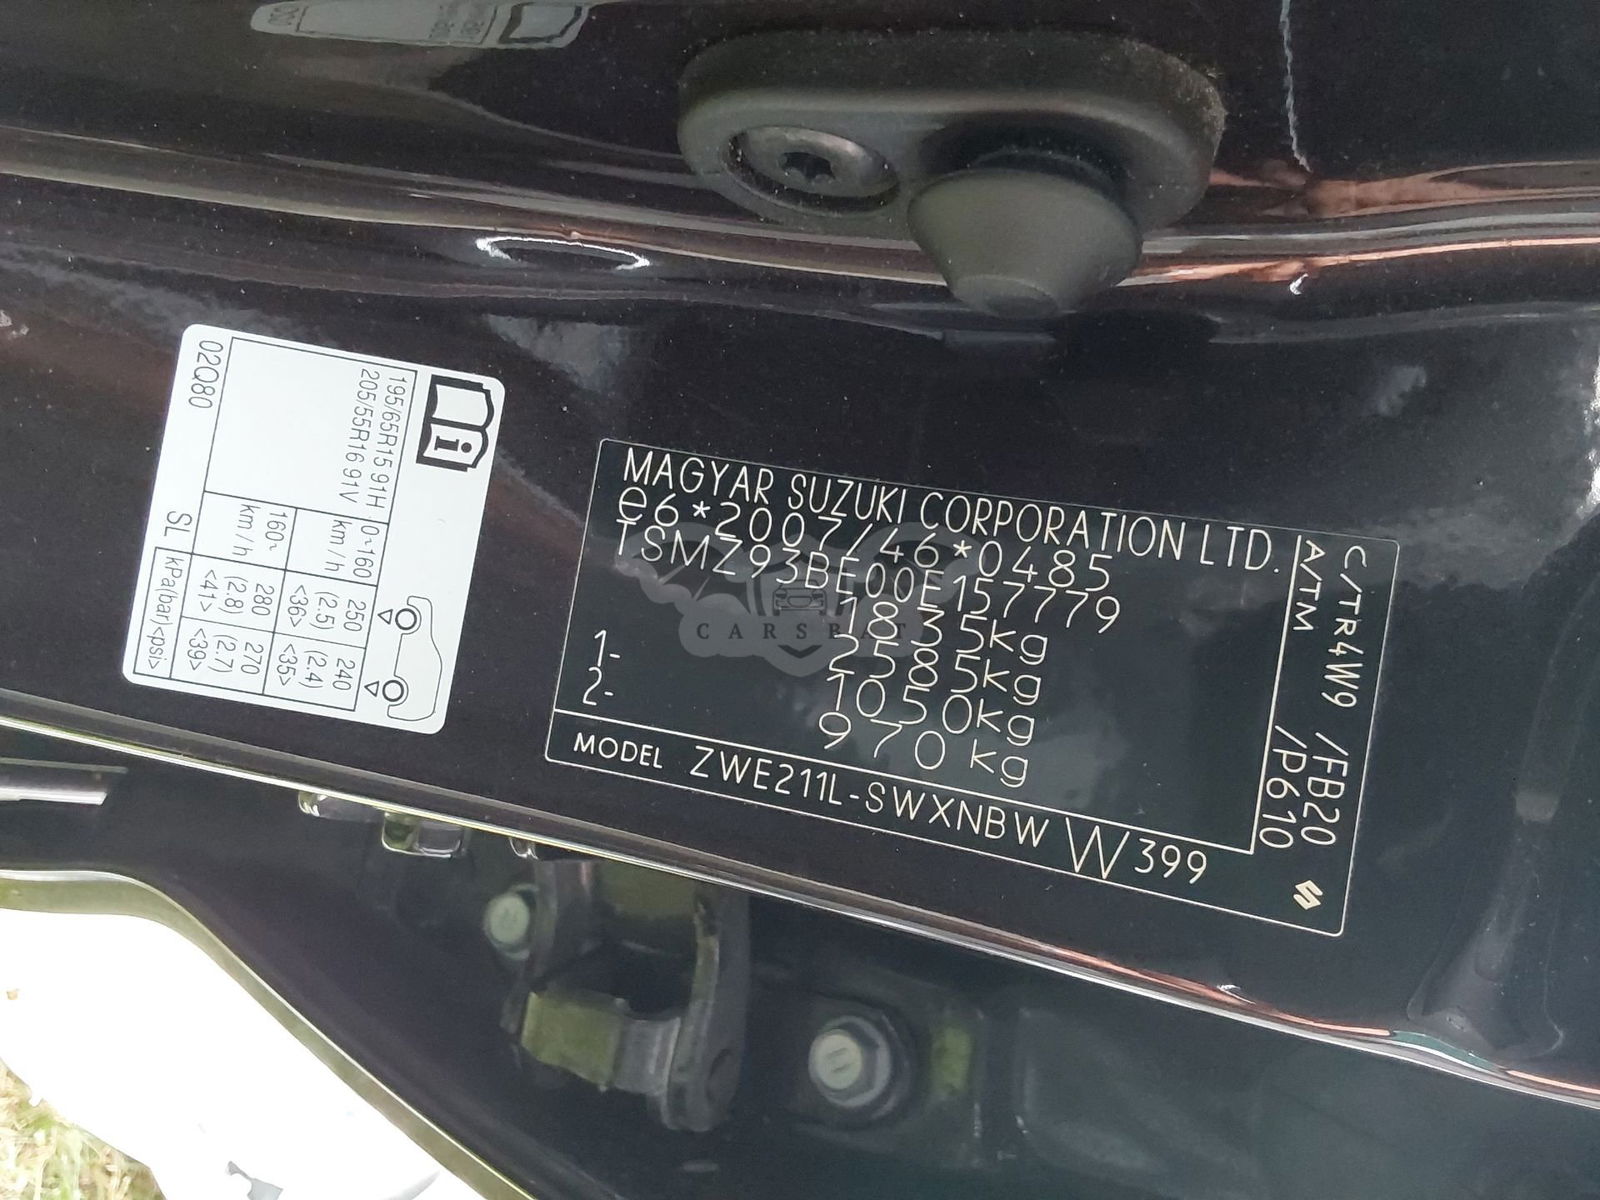 MAGYAR SUZUKI CORPORATION LTD.
e6*2007/46*0485
TSMZ93BE00E157779
1835kg
2585kg
1- 1050kg
2- 970kg
MODEL ZWE211L-SWXNBW W399
C/TR4W9 /FB20
A/TM /P610
CARSBAT
195/65R15 91H
205/55R16 91V
0~160 km/h
250 (2.5) <36>
240 (2.4) <35>
160~ km/h
280 (2.8) <41>
270 (2.7) <39>
kPa(bar)<psi>
02Q80 SL